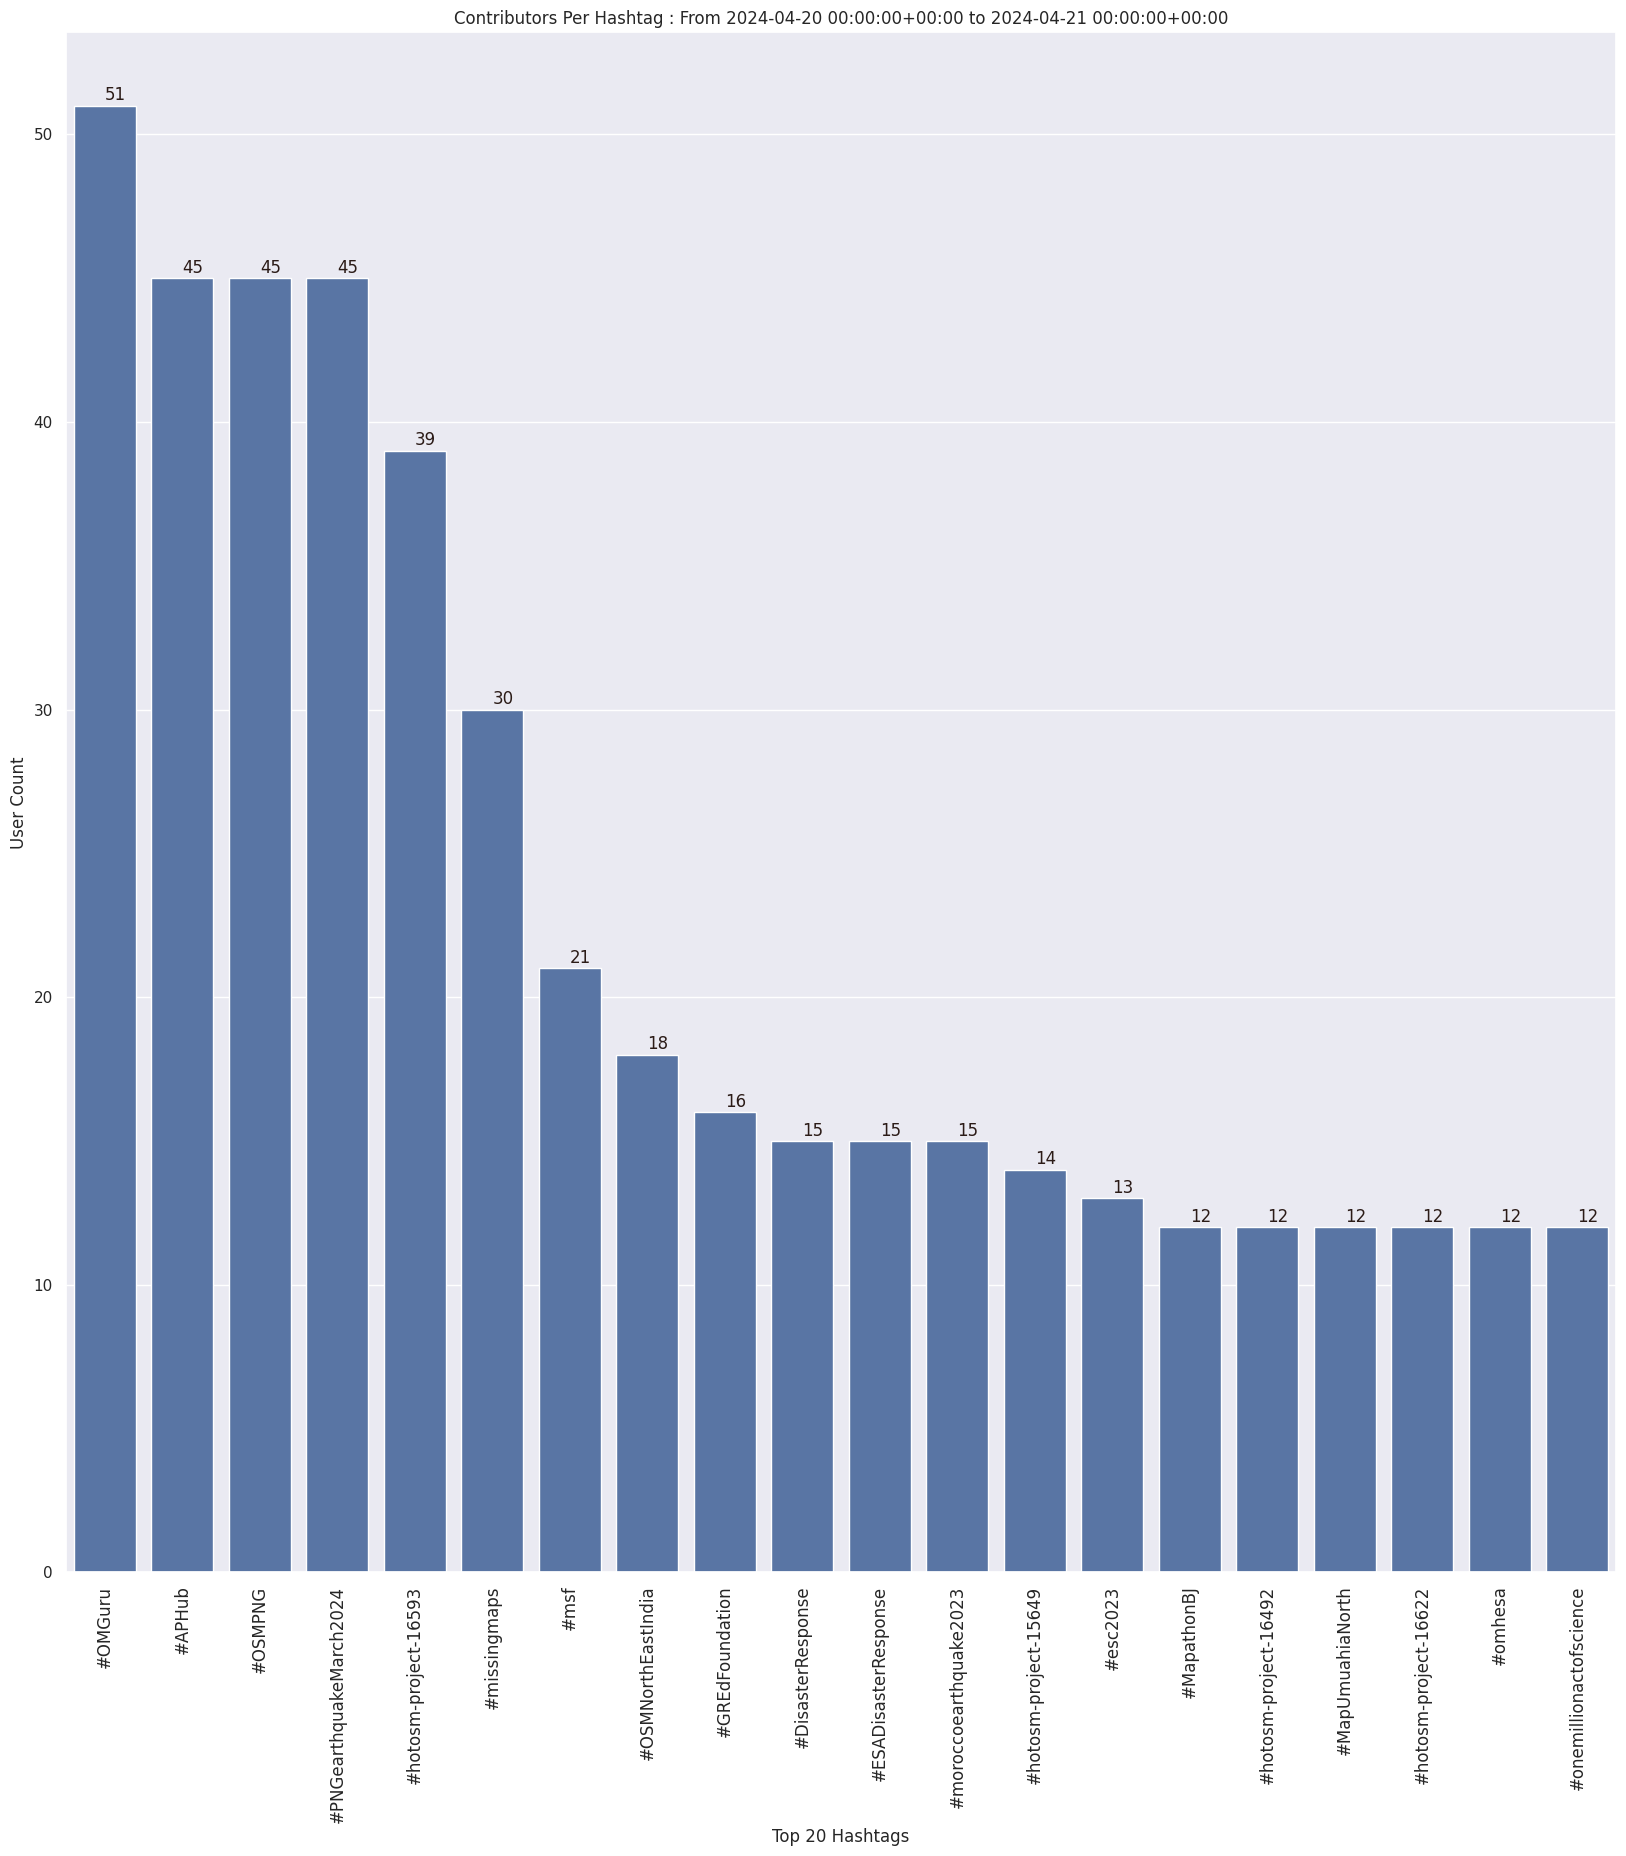 Contributors Per Hashtag : From 2024-04-20 00:00:00+00:00 to 2024-04-21 00:00:00+00:00
51
50
45
45
45
40
39
30
30
21
20
18
16
15
15
15
14
13
12
12
12
12
12
12
10
0
User Count
#OMGuru
#APHub
#OSMPNG
#PNGearthquakeMarch2024
#hotosm-project-16593
#missingmaps
#msf
#OSMNorthEastIndia
#GREdFoundation
#DisasterResponse
#ESADisasterResponse
#moroccoearthquake2023
#hotosm-project-15649
#esc2023
#MapathonBJ
#hotosm-project-16492
#MapUmuahiaNorth
#hotosm-project-16622
#omhesa
#onemillionactofscience
Top 20 Hashtags